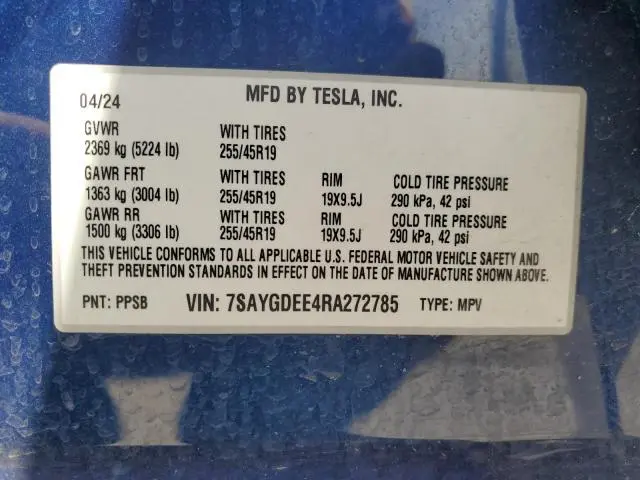 04/24 MFD BY TESLA, INC.
GVWR WITH TIRES
2369 kg (5224 lb) 255/45R19
GAWR FRT WITH TIRES RIM COLD TIRE PRESSURE
1363 kg (3004 lb) 255/45R19 19X9.5J 290 kPa, 42 psi
GAWR RR WITH TIRES RIM COLD TIRE PRESSURE
1500 kg (3306 lb) 255/45R19 19X9.5J 290 kPa, 42 psi
THIS VEHICLE CONFORMS TO ALL APPLICABLE U.S. FEDERAL MOTOR VEHICLE SAFETY AND
THEFT PREVENTION STANDARDS IN EFFECT ON THE DATE OF MANUFACTURE SHOWN ABOVE.
PNT: PPSB VIN: 7SAYGDEE4RA272785 TYPE: MPV